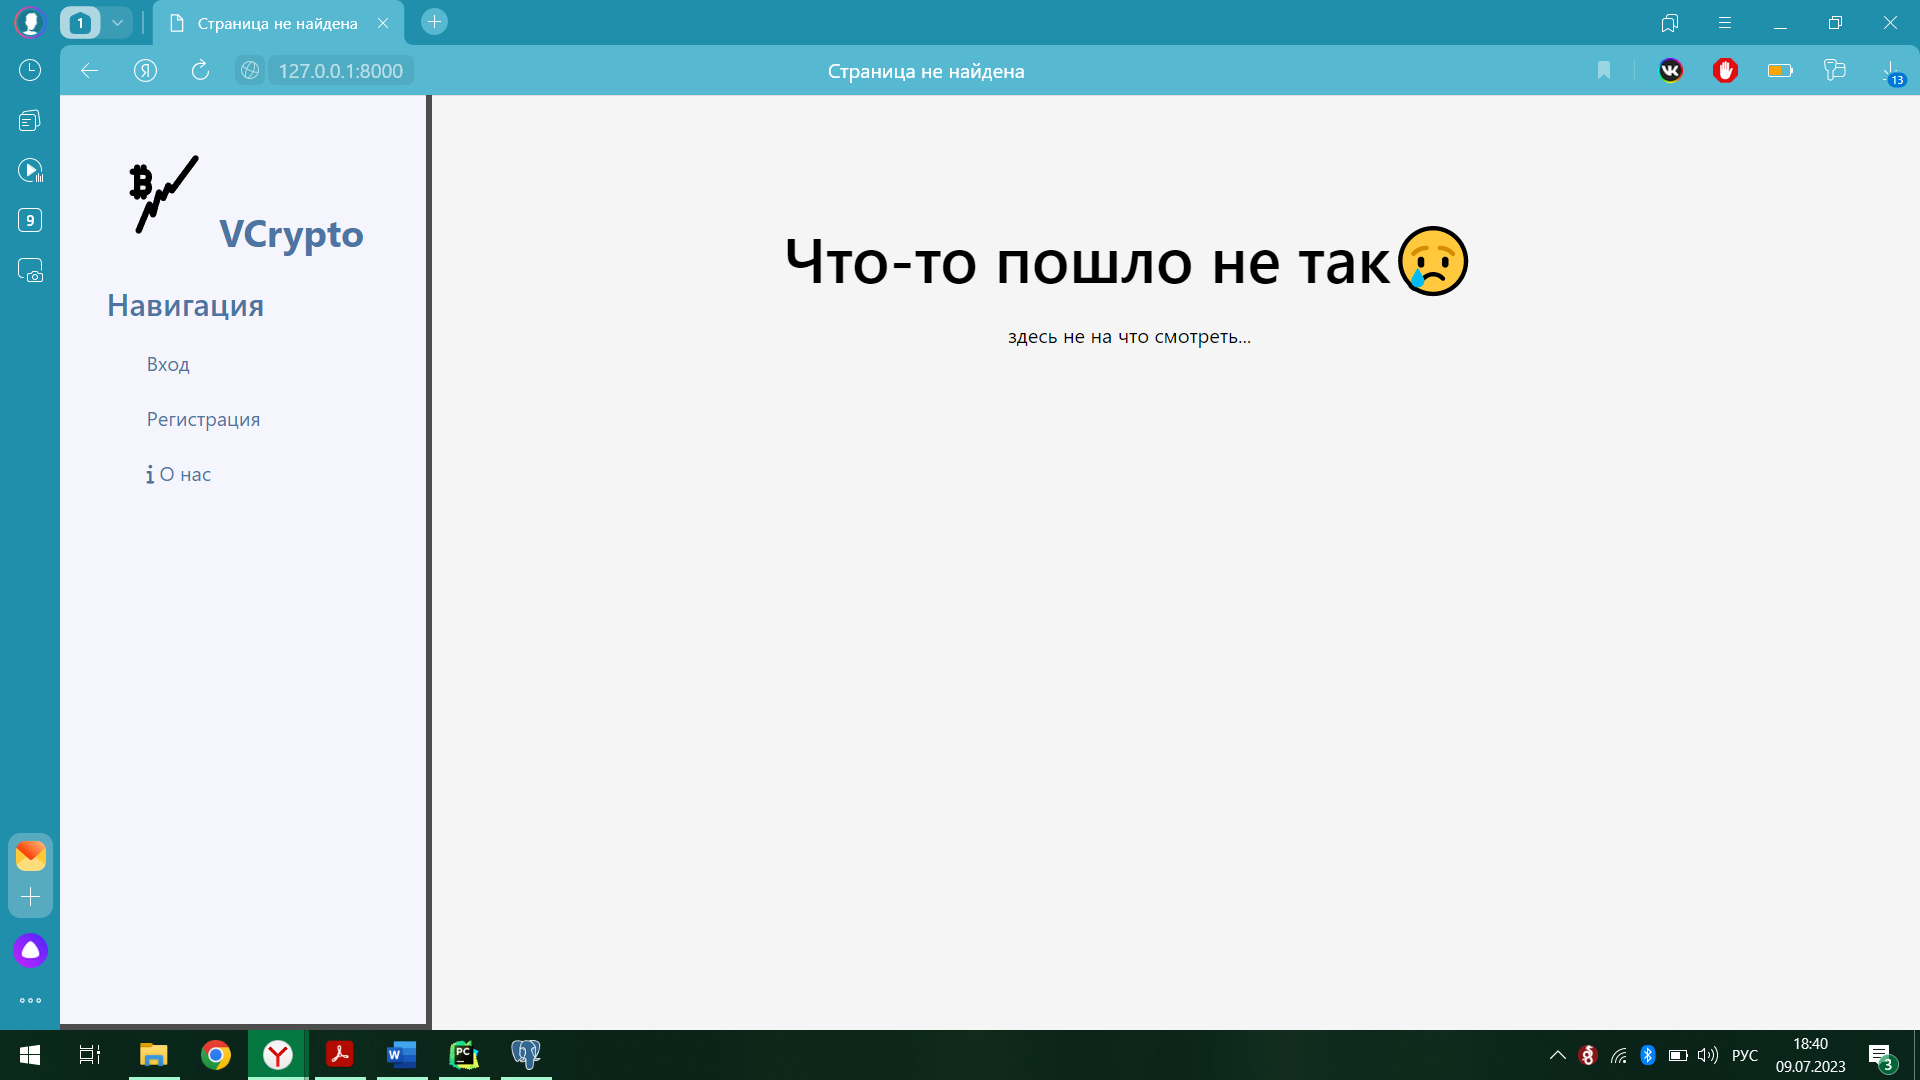 1
Страница не найдена
127.0.0.1:8000
Страница не найдена
13
9
VCrypto
Навигация
Вход
Регистрация
О нас
Что-то пошло не так
здесь не на что смотреть...
РУС
18:40
09.07.2023
3